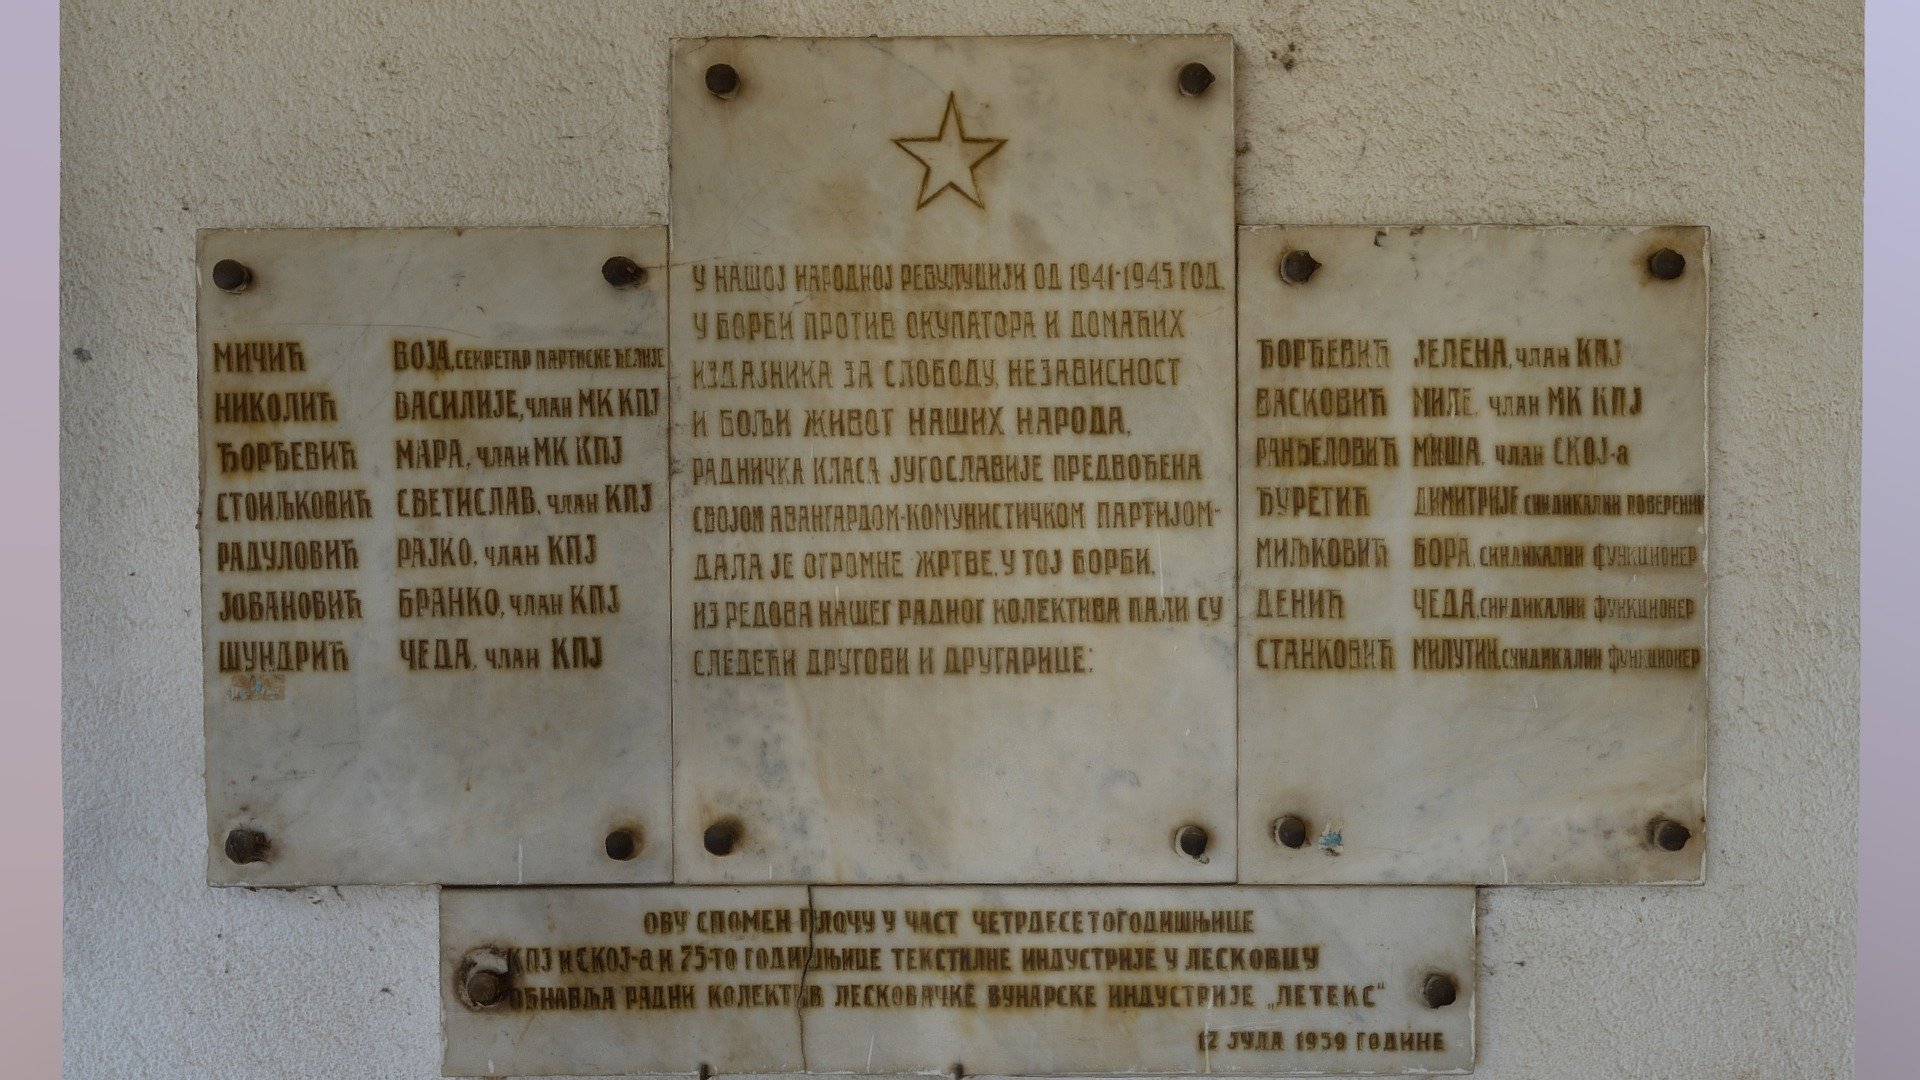 У НАШОЈ НАРОДНОЈ РЕВУЛУЦИЈИ ОД 1941-1945 ГОД.
У БОРБИ ПРОТИВ ОКУПАТОРА И ДОМАЋИХ
ИЗДАЈНИКА ЗА СЛОБОДУ, НЕЗАВИСНОСТ
И БОЉИ ЖИВОТ НАШИХ НАРОДА,
РАДНИЧКА КЛАСА ЈУГОСЛАВИЈЕ ПРЕДВОЂЕНА
СВОЈОМ АВАНГАРДОМ-КОМУНИСТИЧКОМ ПАРТИЈОМ-
ДАЛА ЈЕ ОГРОМНЕ ЖРТВЕ. У ТОЈ БОРБИ,
ИЗ РЕДОВА НАШЕГ РАДНОГ КОЛЕКТИВА ПАЛИ СУ
СЛЕДЕЋИ ДРУГОВИ И ДРУГАРИЦЕ:
МИЧИЋ ВОЈА, СЕКРЕТАР ПАРТИСКЕ ЋЕЛИЈЕ
НИКОЛИЋ ВАСИЛИЈЕ, члан МК КПЈ
ЂОРЂЕВИЋ МАРА, члан МК КПЈ
СТОИЉКОВИЋ СВЕТИСЛАВ, члан КПЈ
РАДУЛОВИЋ РАЈКО, члан КПЈ
ЈОВАНОВИЋ БРАНКО, члан КПЈ
ШУНДРИЋ ЧЕДА, члан КПЈ
ЂОРЂЕВИЋ ЈЕЛЕНА, члан КПЈ
ВАСКОВИЋ МИЛЕ, члан МК КПЈ
РАНЂЕЛОВИЋ МИША, члан СКОЈ-а
ЂУРЕТИЋ ДИМИТРИЈЕ, синдикални повереник
МИЉКОВИЋ БОРА, синдикални функционер
ДЕНИЋ ЧЕДА, синдикални функционер
СТАНКОВИЋ МИЛУТИН, синдикални функционер
ОВУ СПОМЕН ПЛОЧУ У ЧАСТ ЧЕТРДЕСЕТОГОДИШЊИЦЕ
КПЈ И СКОЈ-а И 75-ТО ГОДИШЊИЦЕ ТЕКСТИЛНЕ ИНДУСТРИЈЕ У ЛЕСКОВЦУ
ОБНАВЉА РАДНИ КОЛЕКТИВ ЛЕСКОВАЧКЕ ВУНАРСКЕ ИНДУСТРИЈЕ „ЛЕТЕКС“
12 ЈУЛА 1959 ГОДИНЕ